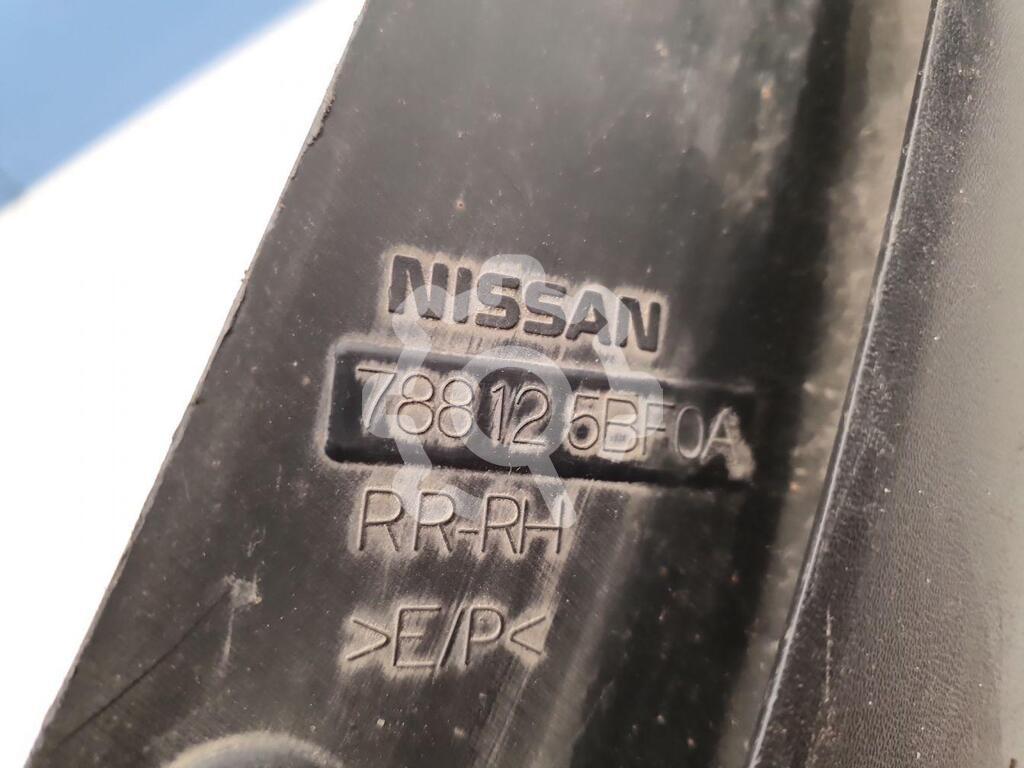 NISSAN
78812 5BF0A
RR-RH
>E/P<